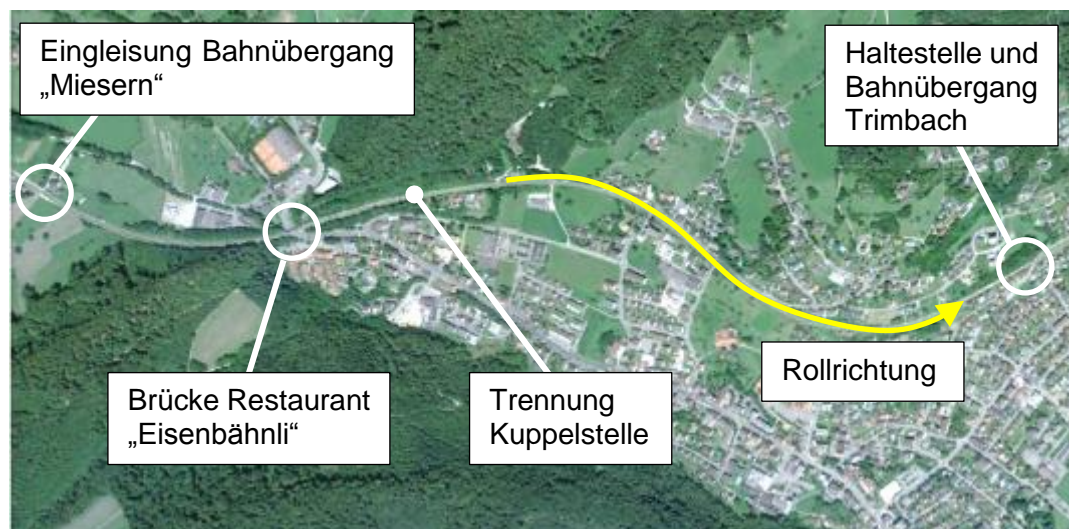 Eingleisung Bahnübergang
„Miesern“
Haltestelle und
Bahnübergang
Trimbach
Brücke Restaurant
„Eisenbähnli“
Trennung
Kuppelstelle
Rollrichtung